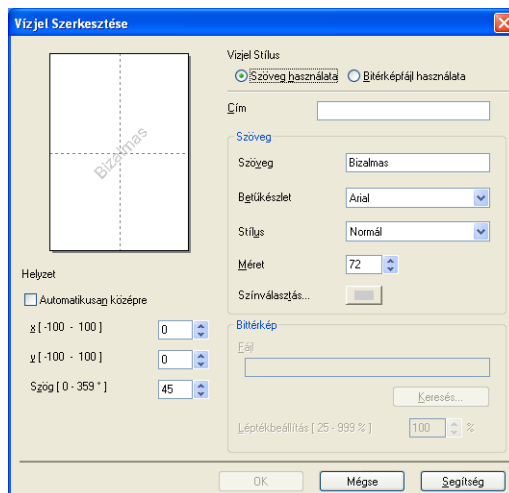 Vízjel Szerkesztése
Bizalmas
Vízjel Stílus
Szöveg használata
Bitérképfájl használata
Cím
Szöveg
Szöveg Bizalmas
Betűkészlet Arial
Stílus Normál
Méret 72
Színválasztás...
Helyzet
Automatikusan középre
x [ -100 - 100 ] 0
y [ -100 - 100 ] 0
Szög [ 0 - 359 ° ] 45
Bittérkép
Fájl
Keresés...
Léptékbeállítás [ 25 - 999 % ] 100 %
OK Mégse Segítség